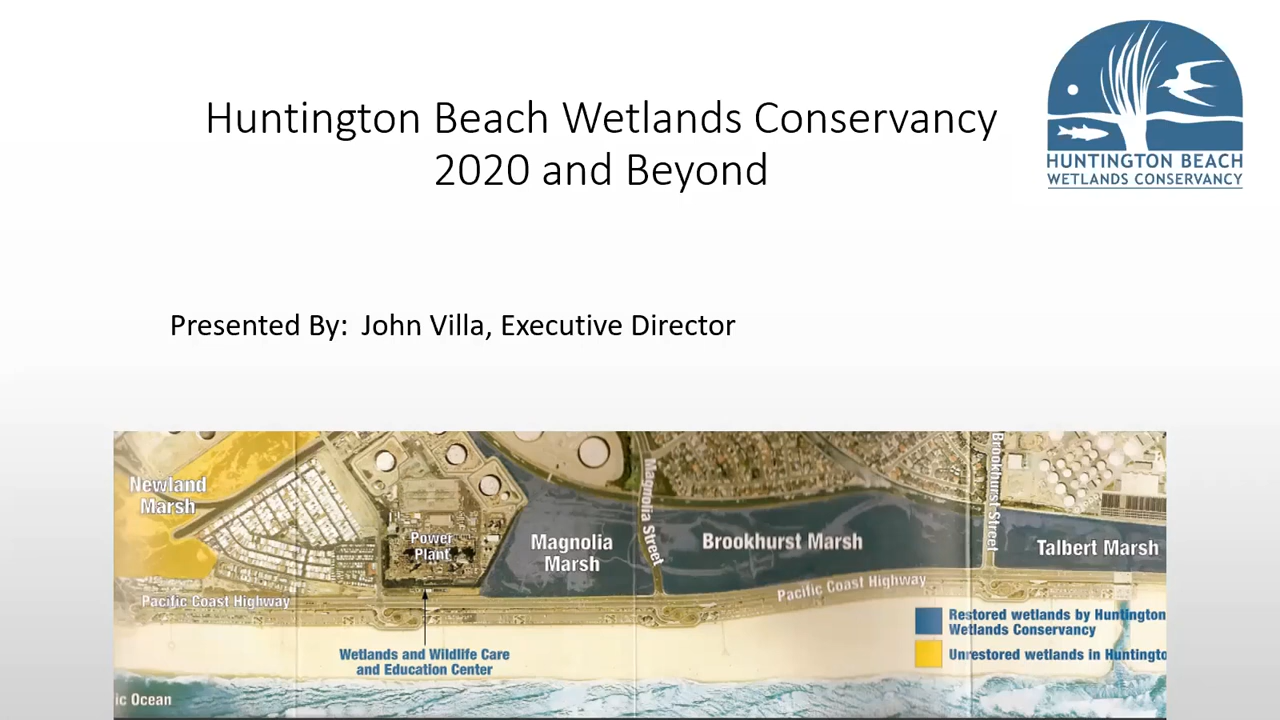 Huntington Beach Wetlands Conservancy
2020 and Beyond
HUNTINGTON BEACH
WETLANDS CONSERVANCY
Presented By: John Villa, Executive Director
Newland
Marsh
Power
Plant
Magnolia
Marsh
Magnolia Street
Brookhurst Marsh
Brookhurst Street
Talbert Marsh
Pacific Coast Highway
Pacific Coast Highway
Wetlands and Wildlife Care
and Education Center
Restored wetlands by Huntington
Wetlands Conservancy
Unrestored wetlands in Huntingto
ic Ocean